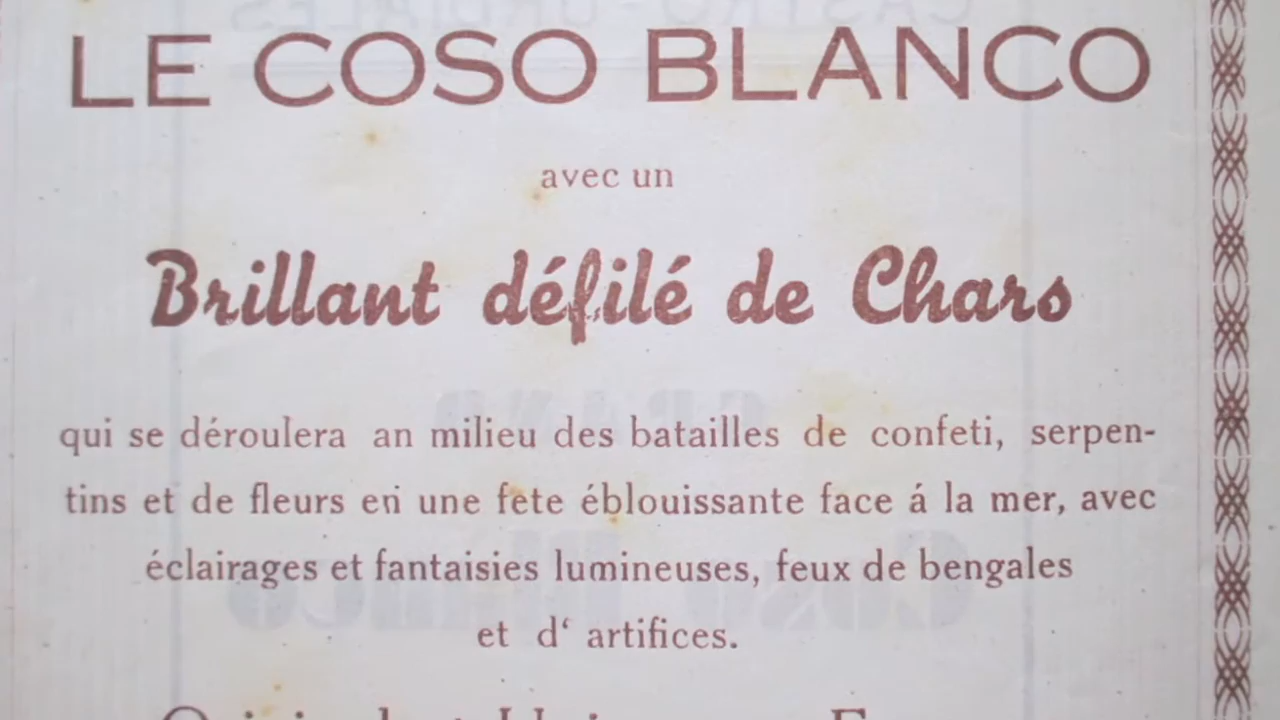 LE COSO BLANCO
avec un
Brillant défilé de Chars
qui se déroulera an milieu des batailles de confeti, serpen-
tins et de fleurs en une fete éblouissante face á la mer, avec
éclairages et fantaisies lumineuses, feux de bengales
et d‘ artifices.